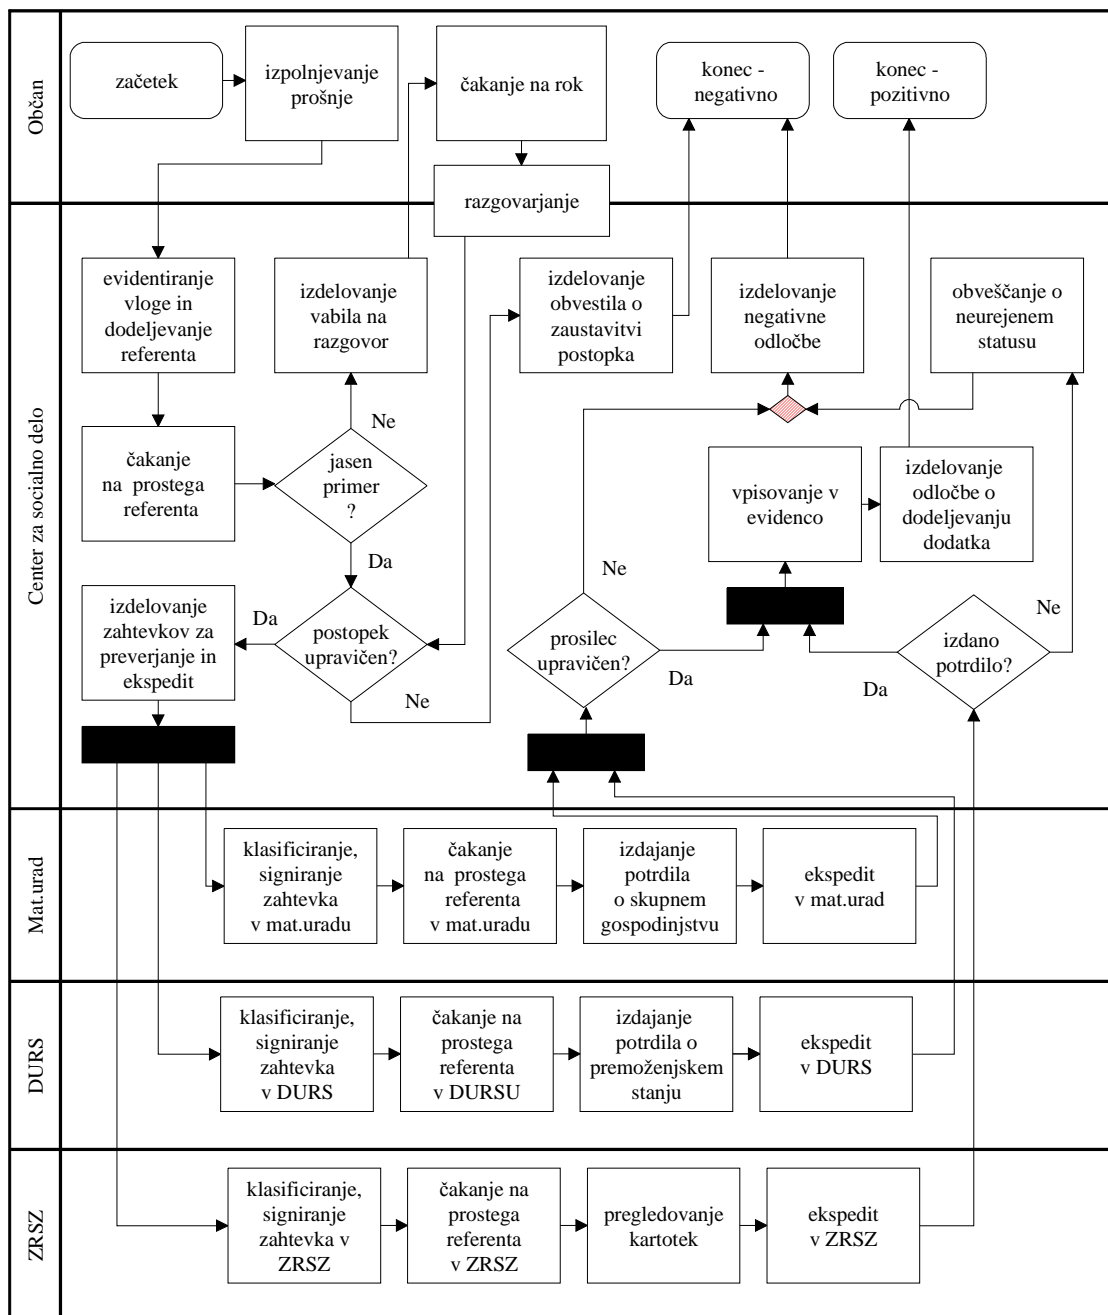 Občan
začetek
izpolnjevanje
prošnje
čakanje na rok
konec -
negativno
konec -
pozitivno
razgovarjanje
Center za socialno delo
evidentiranje
vloge in
dodeljevanje
referenta
izdelovanje
vabila na
razgovor
izdelovanje
obvestila o
zaustavitvi
postopka
izdelovanje
negativne
odločbe
obveščanje o
neurejenem
statusu
Ne
čakanje
na prostega
referenta
jasen
primer
?
vpisovanje v
evidenco
izdelovanje
odločbe o
dodeljevanju
dodatka
Da
Ne
Ne
izdelovanje
zahtevkov za
preverjanje in
ekspedit
Da
postopek
upravičen?
prosilec
upravičen?
izdano
potrdilo?
Ne
Da
Da
Mat.urad
klasificiranje,
signiranje
zahtevka
v mat.uradu
čakanje
na prostega
referenta
v mat.uradu
izdajanje
potrdila
o skupnem
gospodinjstvu
ekspedit
v mat.urad
DURS
klasificiranje,
signiranje
zahtevka
v DURS
čakanje na
prostega
referenta
v DURSU
izdajanje
potrdila o
premoženjskem
stanju
ekspedit
v DURS
ZRSZ
klasificiranje,
signiranje
zahtevka v
ZRSZ
čakanje na
prostega
referenta
v ZRSZ
pregledovanje
kartotek
ekspedit
v ZRSZ